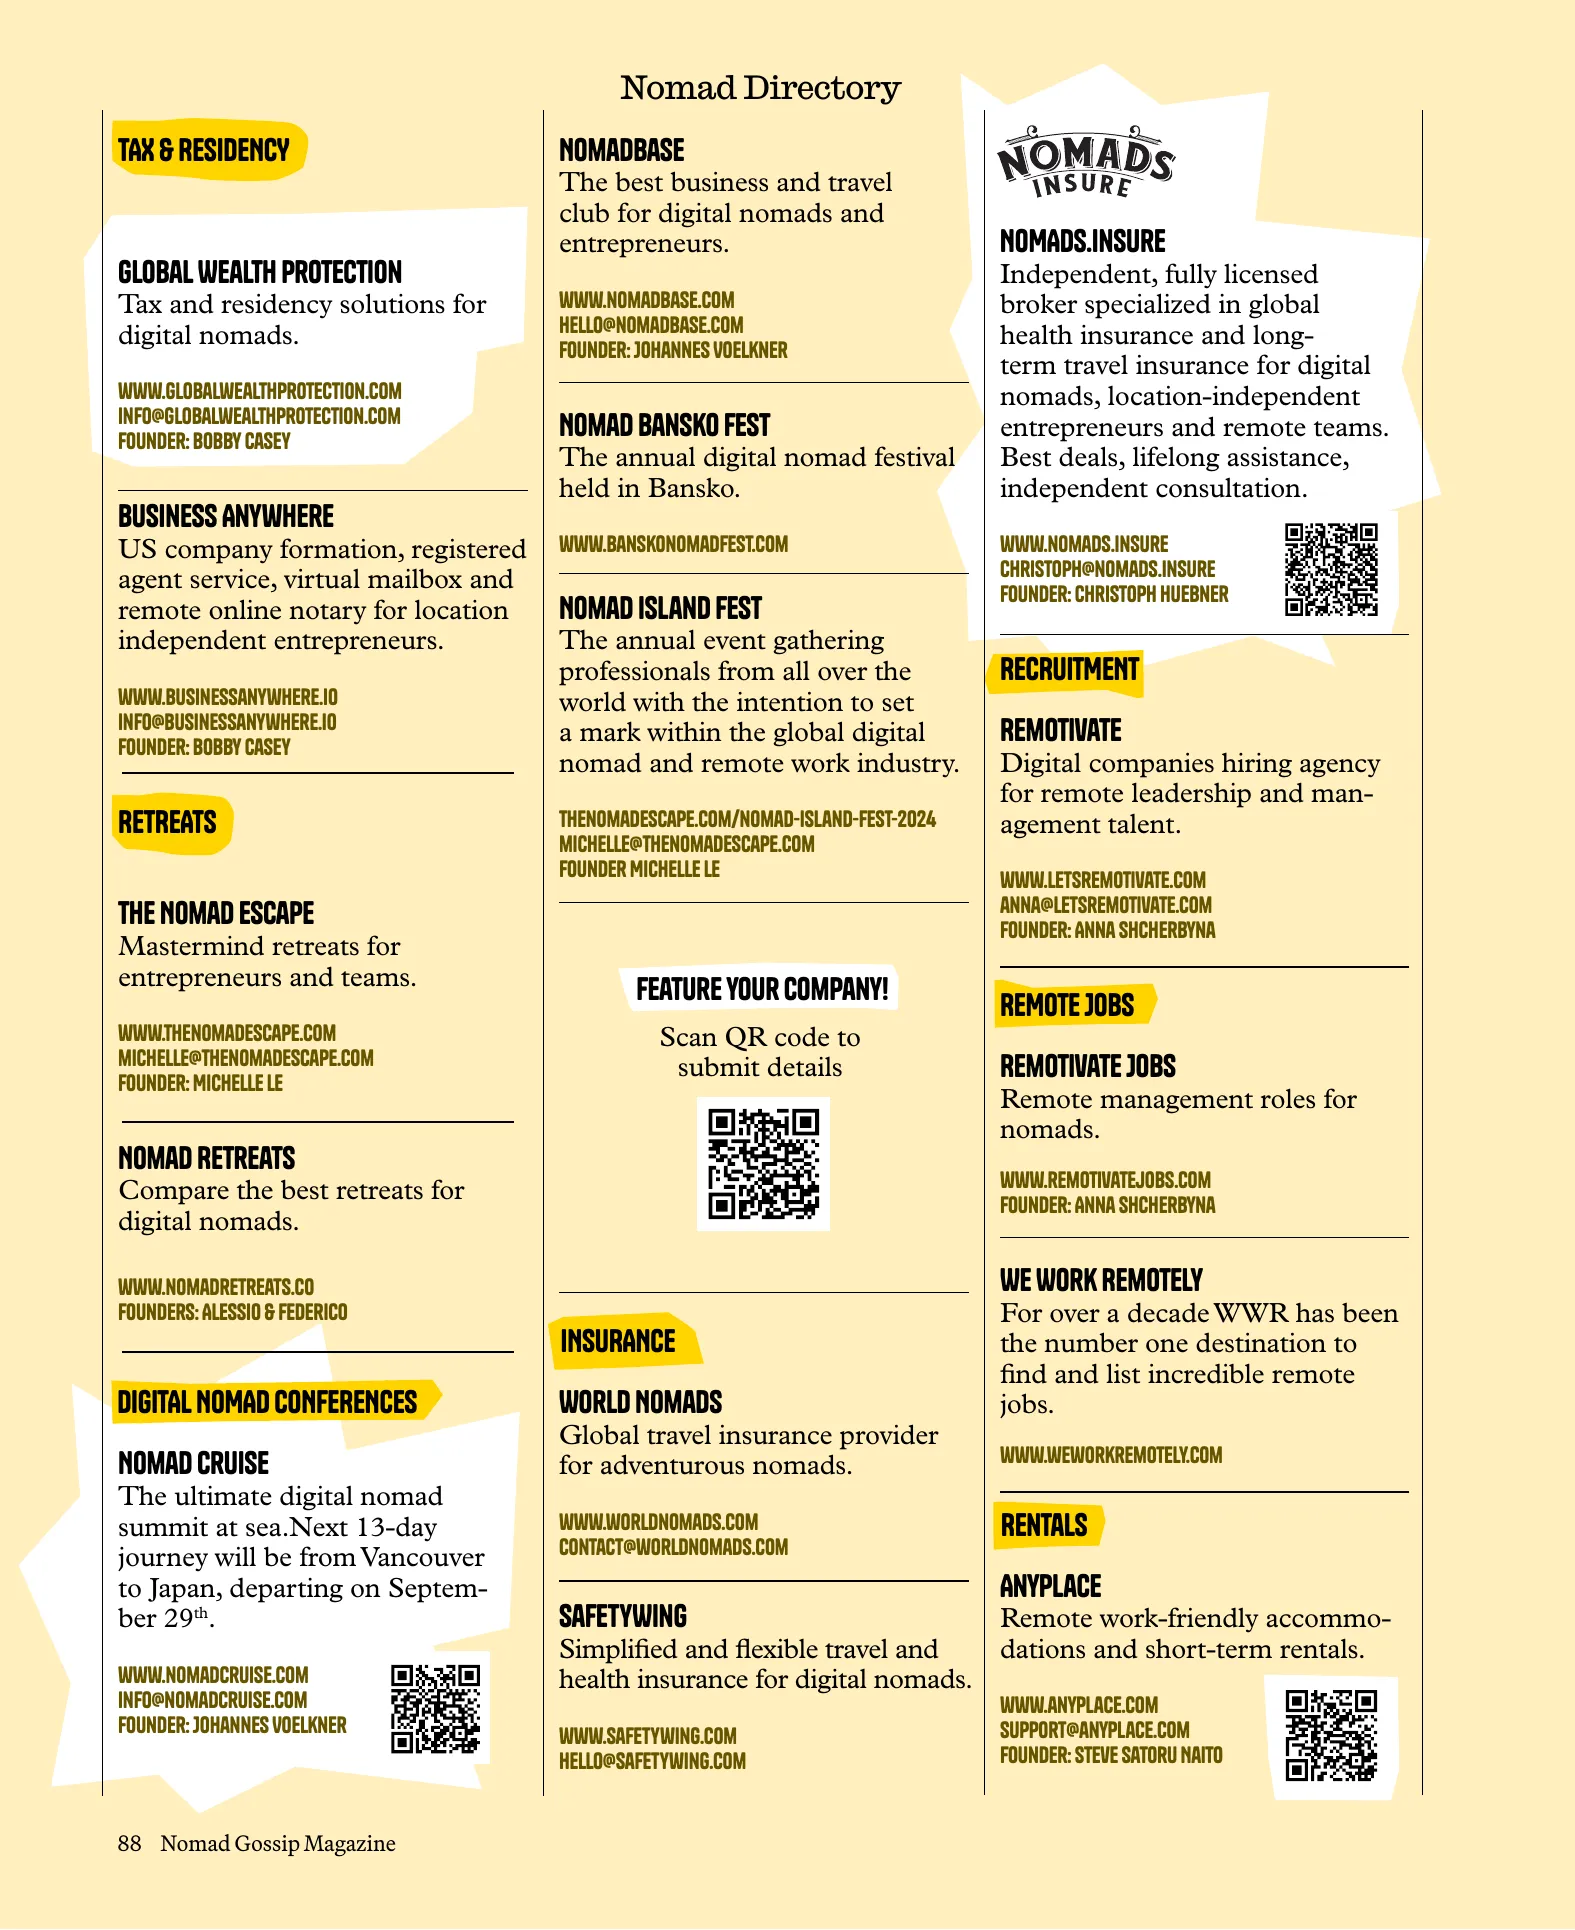 Nomad Directory
TAX & RESIDENCY
GLOBAL WEALTH PROTECTION
Tax and residency solutions for
digital nomads.
WWW.GLOBALWEALTHPROTECTION.COM
INFO@GLOBALWEALTHPROTECTION.COM
FOUNDER: BOBBY CASEY
BUSINESS ANYWHERE
US company formation, registered
agent service, virtual mailbox and
remote online notary for location
independent entrepreneurs.
WWW.BUSINESSANYWHERE.IO
INFO@BUSINESSANYWHERE.IO
FOUNDER: BOBBY CASEY
RETREATS
THE NOMAD ESCAPE
Mastermind retreats for
entrepreneurs and teams.
WWW.THENOMADESCAPE.COM
MICHELLE@THENOMADESCAPE.COM
FOUNDER: MICHELLE LE
NOMAD RETREATS
Compare the best retreats for
digital nomads.
WWW.NOMADRETREATS.CO
FOUNDERS: ALESSIO & FEDERICO
DIGITAL NOMAD CONFERENCES
NOMAD CRUISE
The ultimate digital nomad
summit at sea.Next 13-day
journey will be from Vancouver
to Japan, departing on Septem-
ber 29th.
WWW.NOMADCRUISE.COM
INFO@NOMADCRUISE.COM
FOUNDER: JOHANNES VOELKNER
NOMADBASE
The best business and travel
club for digital nomads and
entrepreneurs.
WWW.NOMADBASE.COM
HELLO@NOMADBASE.COM
FOUNDER: JOHANNES VOELKNER
NOMAD BANSKO FEST
The annual digital nomad festival
held in Bansko.
WWW.BANSKONOMADFEST.COM
NOMAD ISLAND FEST
The annual event gathering
professionals from all over the
world with the intention to set
a mark within the global digital
nomad and remote work industry.
THENOMADESCAPE.COM/NOMAD-ISLAND-FEST-2024
MICHELLE@THENOMADESCAPE.COM
FOUNDER MICHELLE LE
FEATURE YOUR COMPANY!
Scan QR code to
submit details
INSURANCE
WORLD NOMADS
Global travel insurance provider
for adventurous nomads.
WWW.WORLDNOMADS.COM
CONTACT@WORLDNOMADS.COM
SAFETYWING
Simplified and flexible travel and
health insurance for digital nomads.
WWW.SAFETYWING.COM
HELLO@SAFETYWING.COM
NOMADS
INSURE
NOMADS.INSURE
Independent, fully licensed
broker specialized in global
health insurance and long-
term travel insurance for digital
nomads, location-independent
entrepreneurs and remote teams.
Best deals, lifelong assistance,
independent consultation.
WWW.NOMADS.INSURE
CHRISTOPH@NOMADS.INSURE
FOUNDER: CHRISTOPH HUEBNER
RECRUITMENT
REMOTIVATE
Digital companies hiring agency
for remote leadership and man-
agement talent.
WWW.LETSREMOTIVATE.COM
ANNA@LETSREMOTIVATE.COM
FOUNDER: ANNA SHCHERBYNA
REMOTE JOBS
REMOTIVATE JOBS
Remote management roles for
nomads.
WWW.REMOTIVATEJOBS.COM
FOUNDER: ANNA SHCHERBYNA
WE WORK REMOTELY
For over a decade WWR has been
the number one destination to
find and list incredible remote
jobs.
WWW.WEWORKREMOTELY.COM
RENTALS
ANYPLACE
Remote work-friendly accommo-
dations and short-term rentals.
WWW.ANYPLACE.COM
SUPPORT@ANYPLACE.COM
FOUNDER: STEVE SATORU NAITO
88 Nomad Gossip Magazine